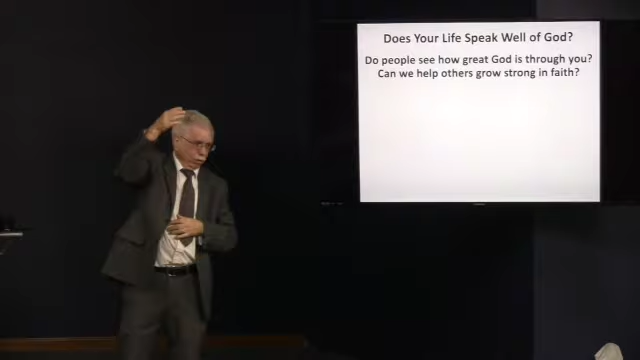 Does Your Life Speak Well of God?
Do people see how great God is through you?
Can we help others grow strong in faith?